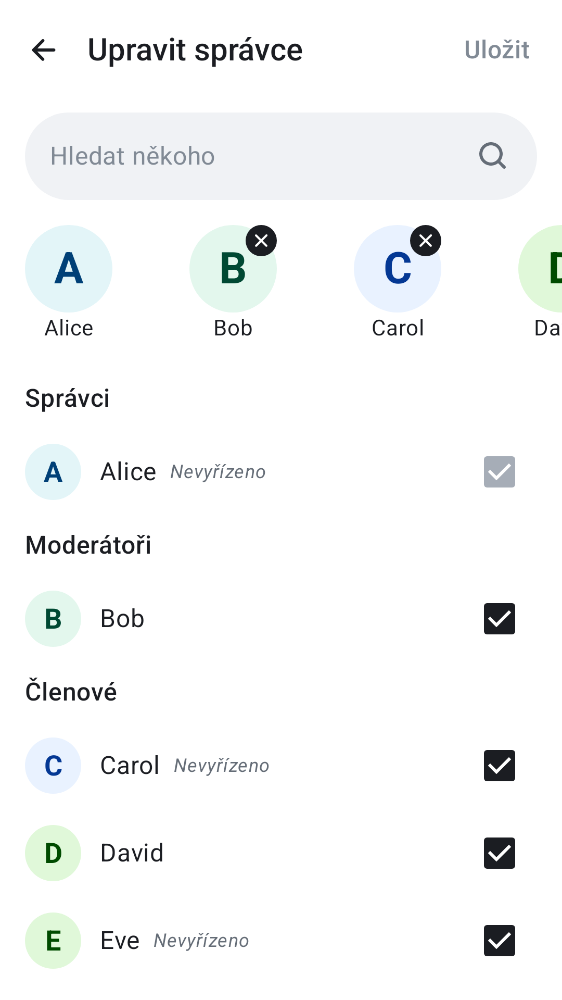 Upravit správce
Uložit
Hledat někoho
A
B
C
D
Alice
Bob
Carol
Da
Správci
A Alice Nevyřízeno
Moderátoři
B Bob
Členové
C Carol Nevyřízeno
D David
E Eve Nevyřízeno